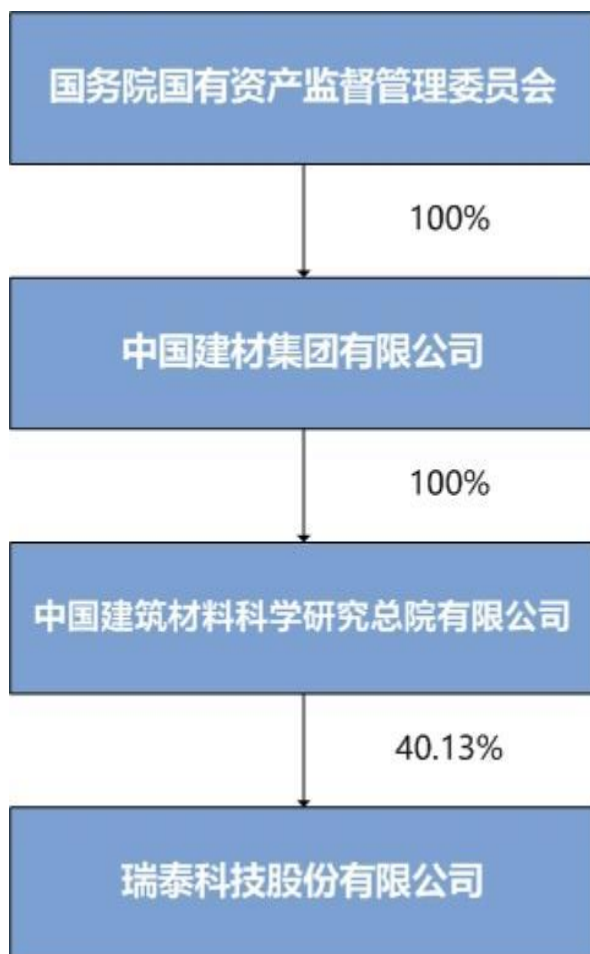 国务院国有资产监督管理委员会
100%
中国建材集团有限公司
100%
中国建筑材料科学研究总院有限公司
40.13%
瑞泰科技股份有限公司